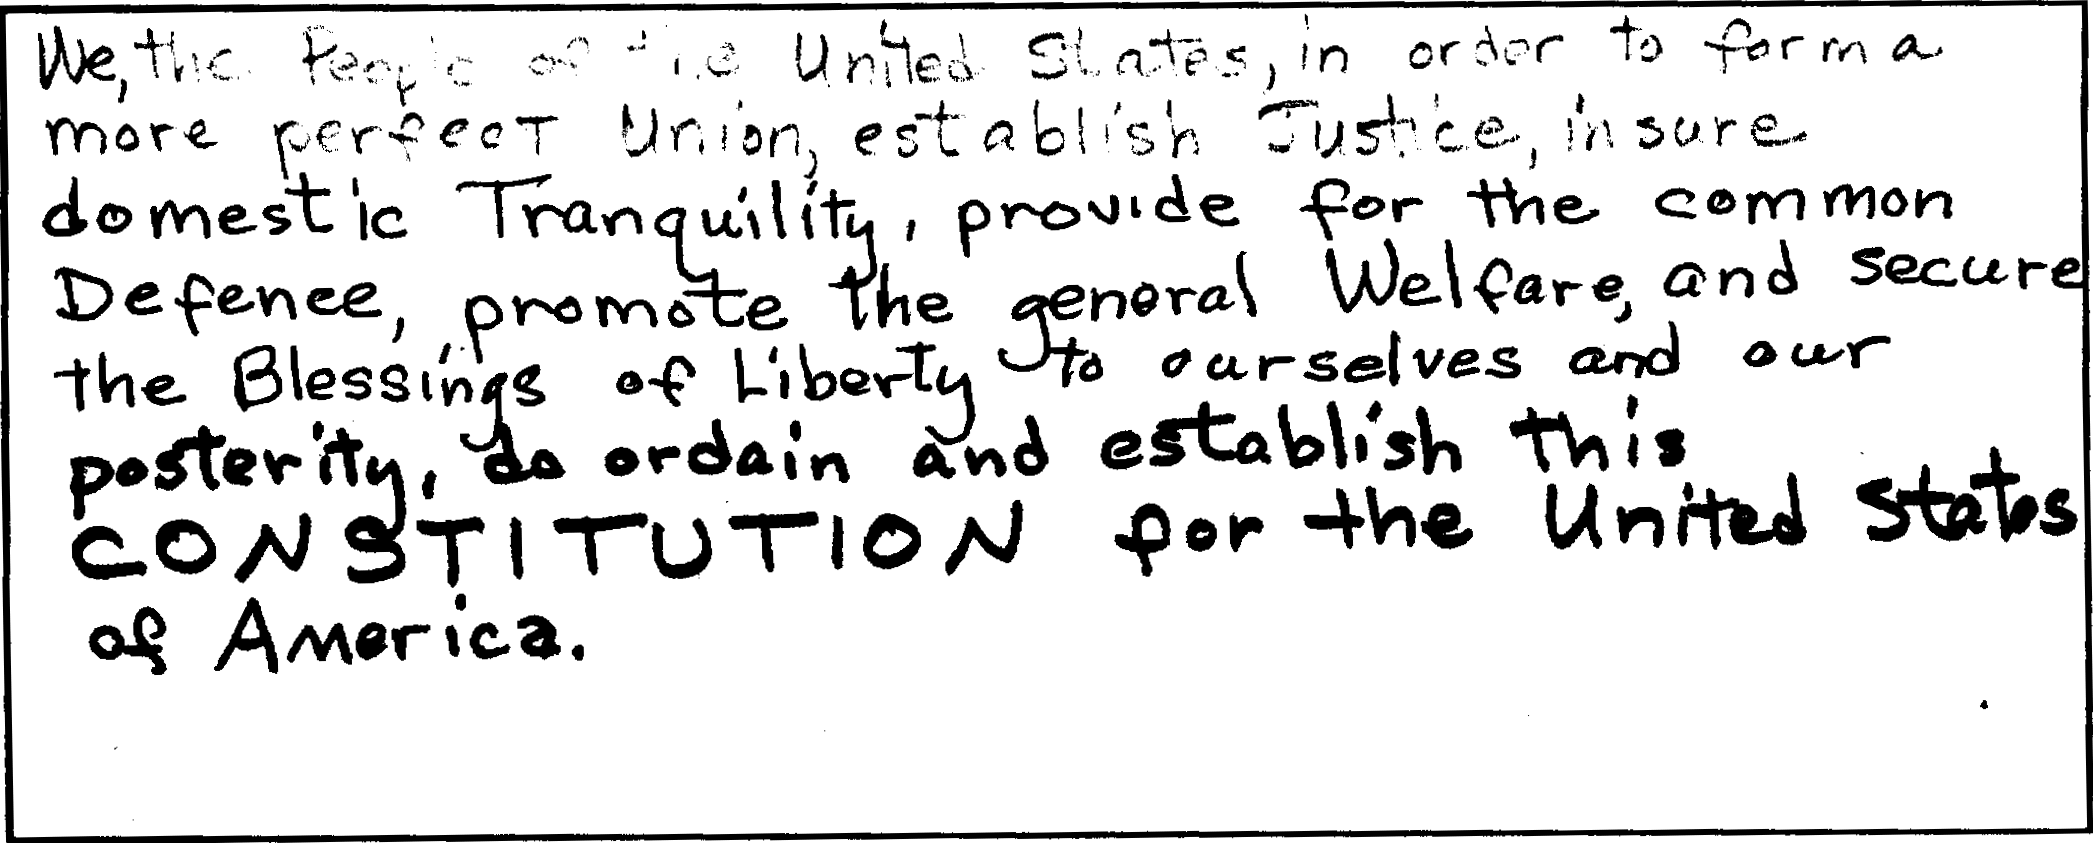 We, the People of the United States, in order to form a
more perfect Union, establish Justice, insure
domestic Tranquility, provide for the common
Defence, promote the general Welfare, and secure
the Blessings of Liberty to ourselves and our
posterity, do ordain and establish this
CONSTITUTION for the United States
of America.